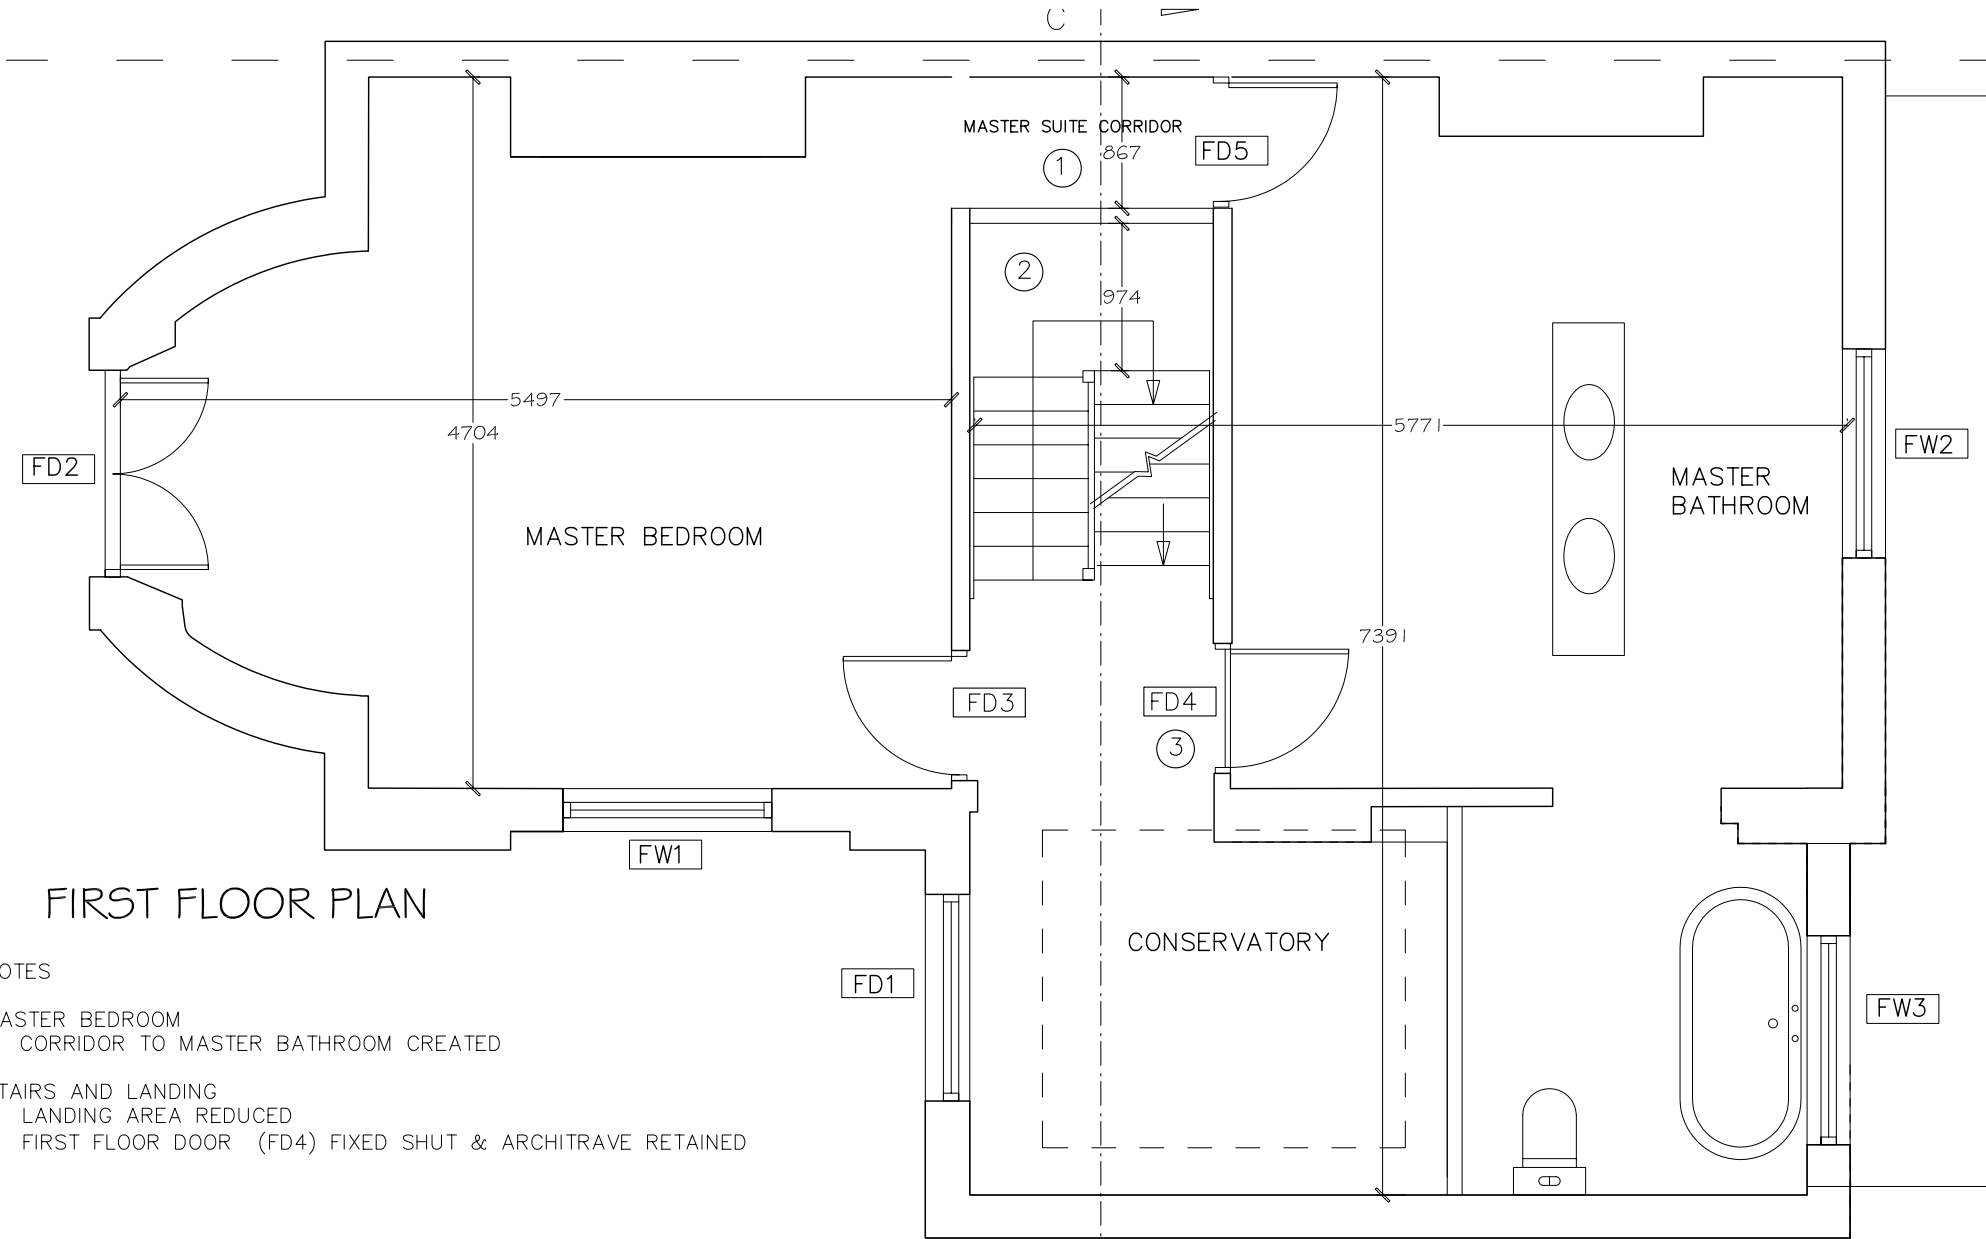 C
MASTER SUITE CORRIDOR
1
867
FD5
2
974
5497
4704
5771
FD2
FW2
MASTER
BATHROOM
MASTER BEDROOM
7391
FD3
FD4
3
FW1
FIRST FLOOR PLAN
CONSERVATORY
OTES
FD1
FW3
ASTER BEDROOM
CORRIDOR TO MASTER BATHROOM CREATED
TAIRS AND LANDING
LANDING AREA REDUCED
FIRST FLOOR DOOR (FD4) FIXED SHUT & ARCHITRAVE RETAINED